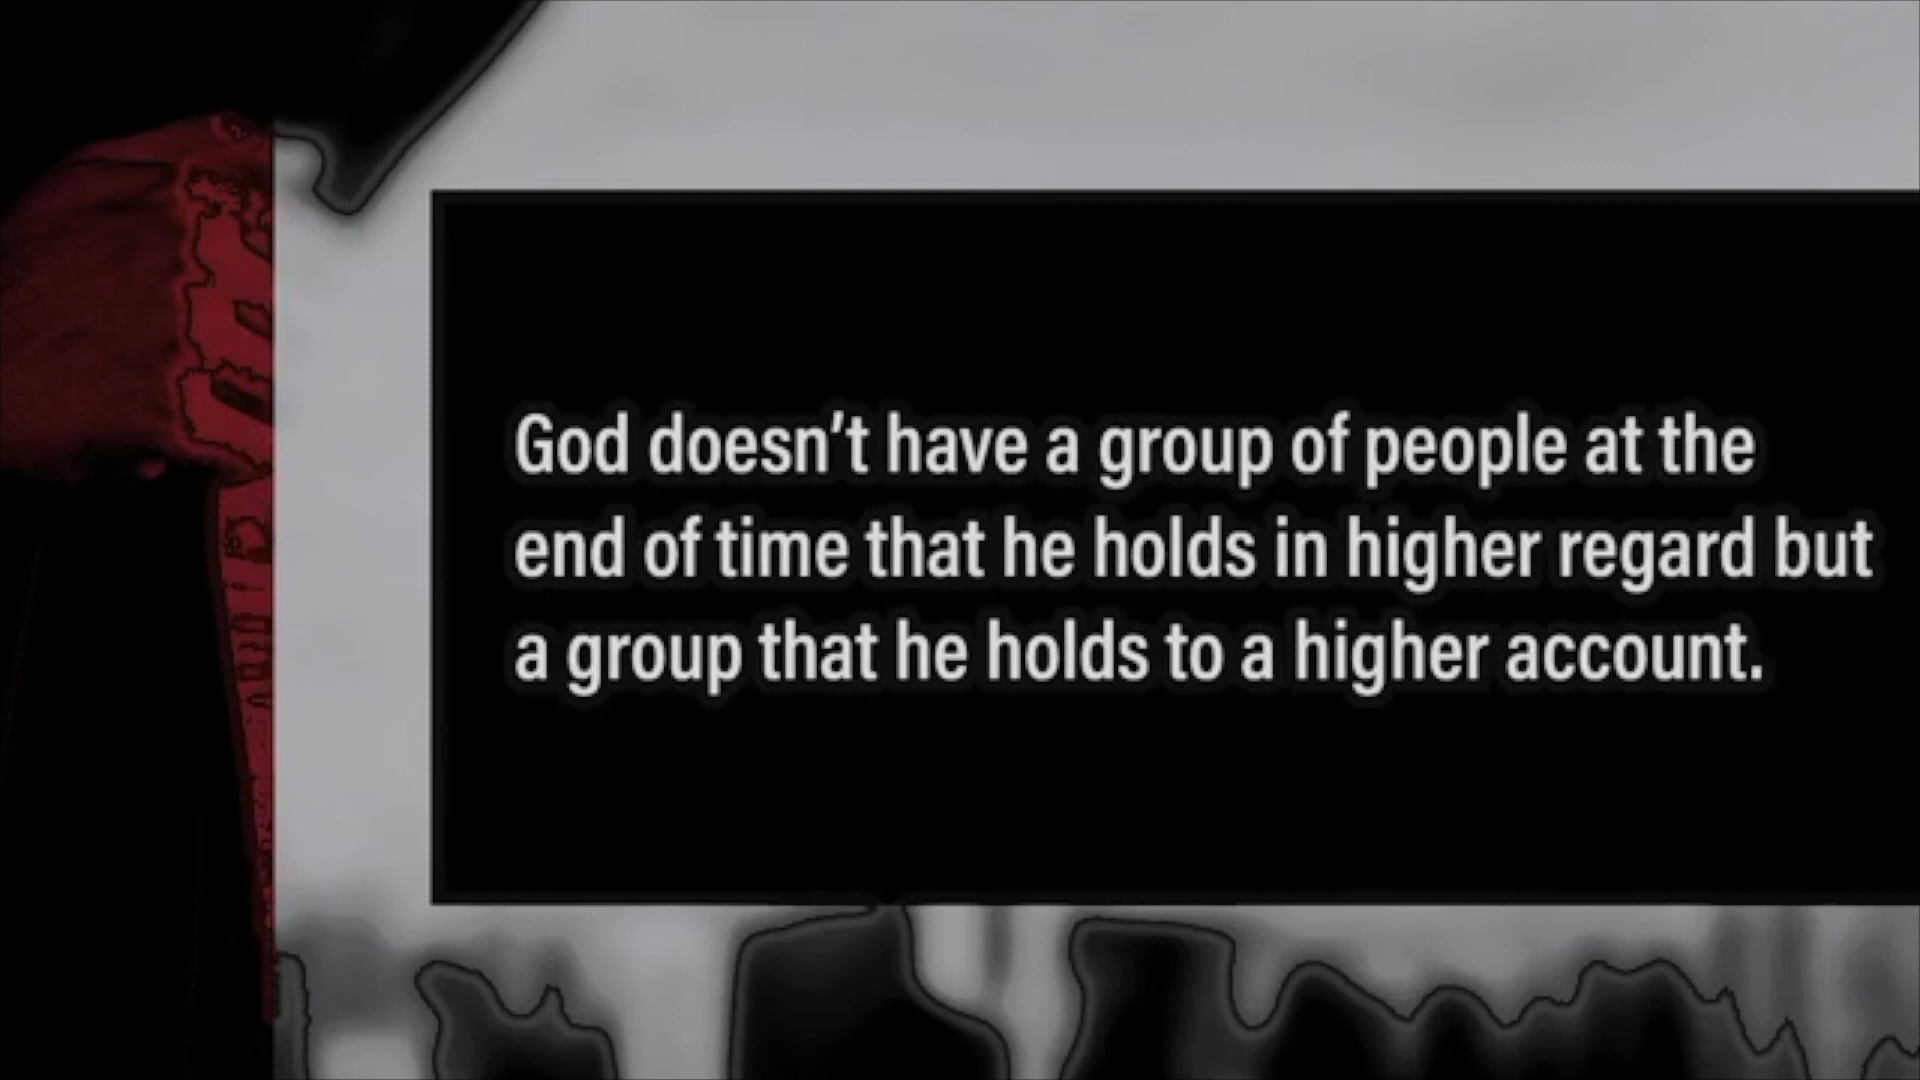 God doesn’t have a group of people at the
end of time that he holds in higher regard but
a group that he holds to a higher account.